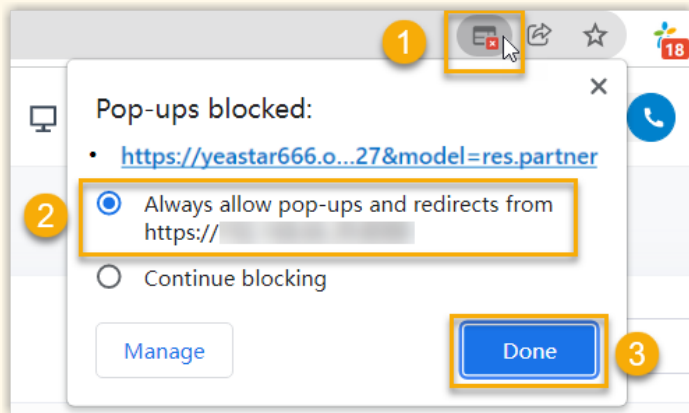 1
18
Pop-ups blocked:
• https://yeastar666.o...27&model=res.partner
2
Always allow pop-ups and redirects from
https://
Continue blocking
Manage
Done
3